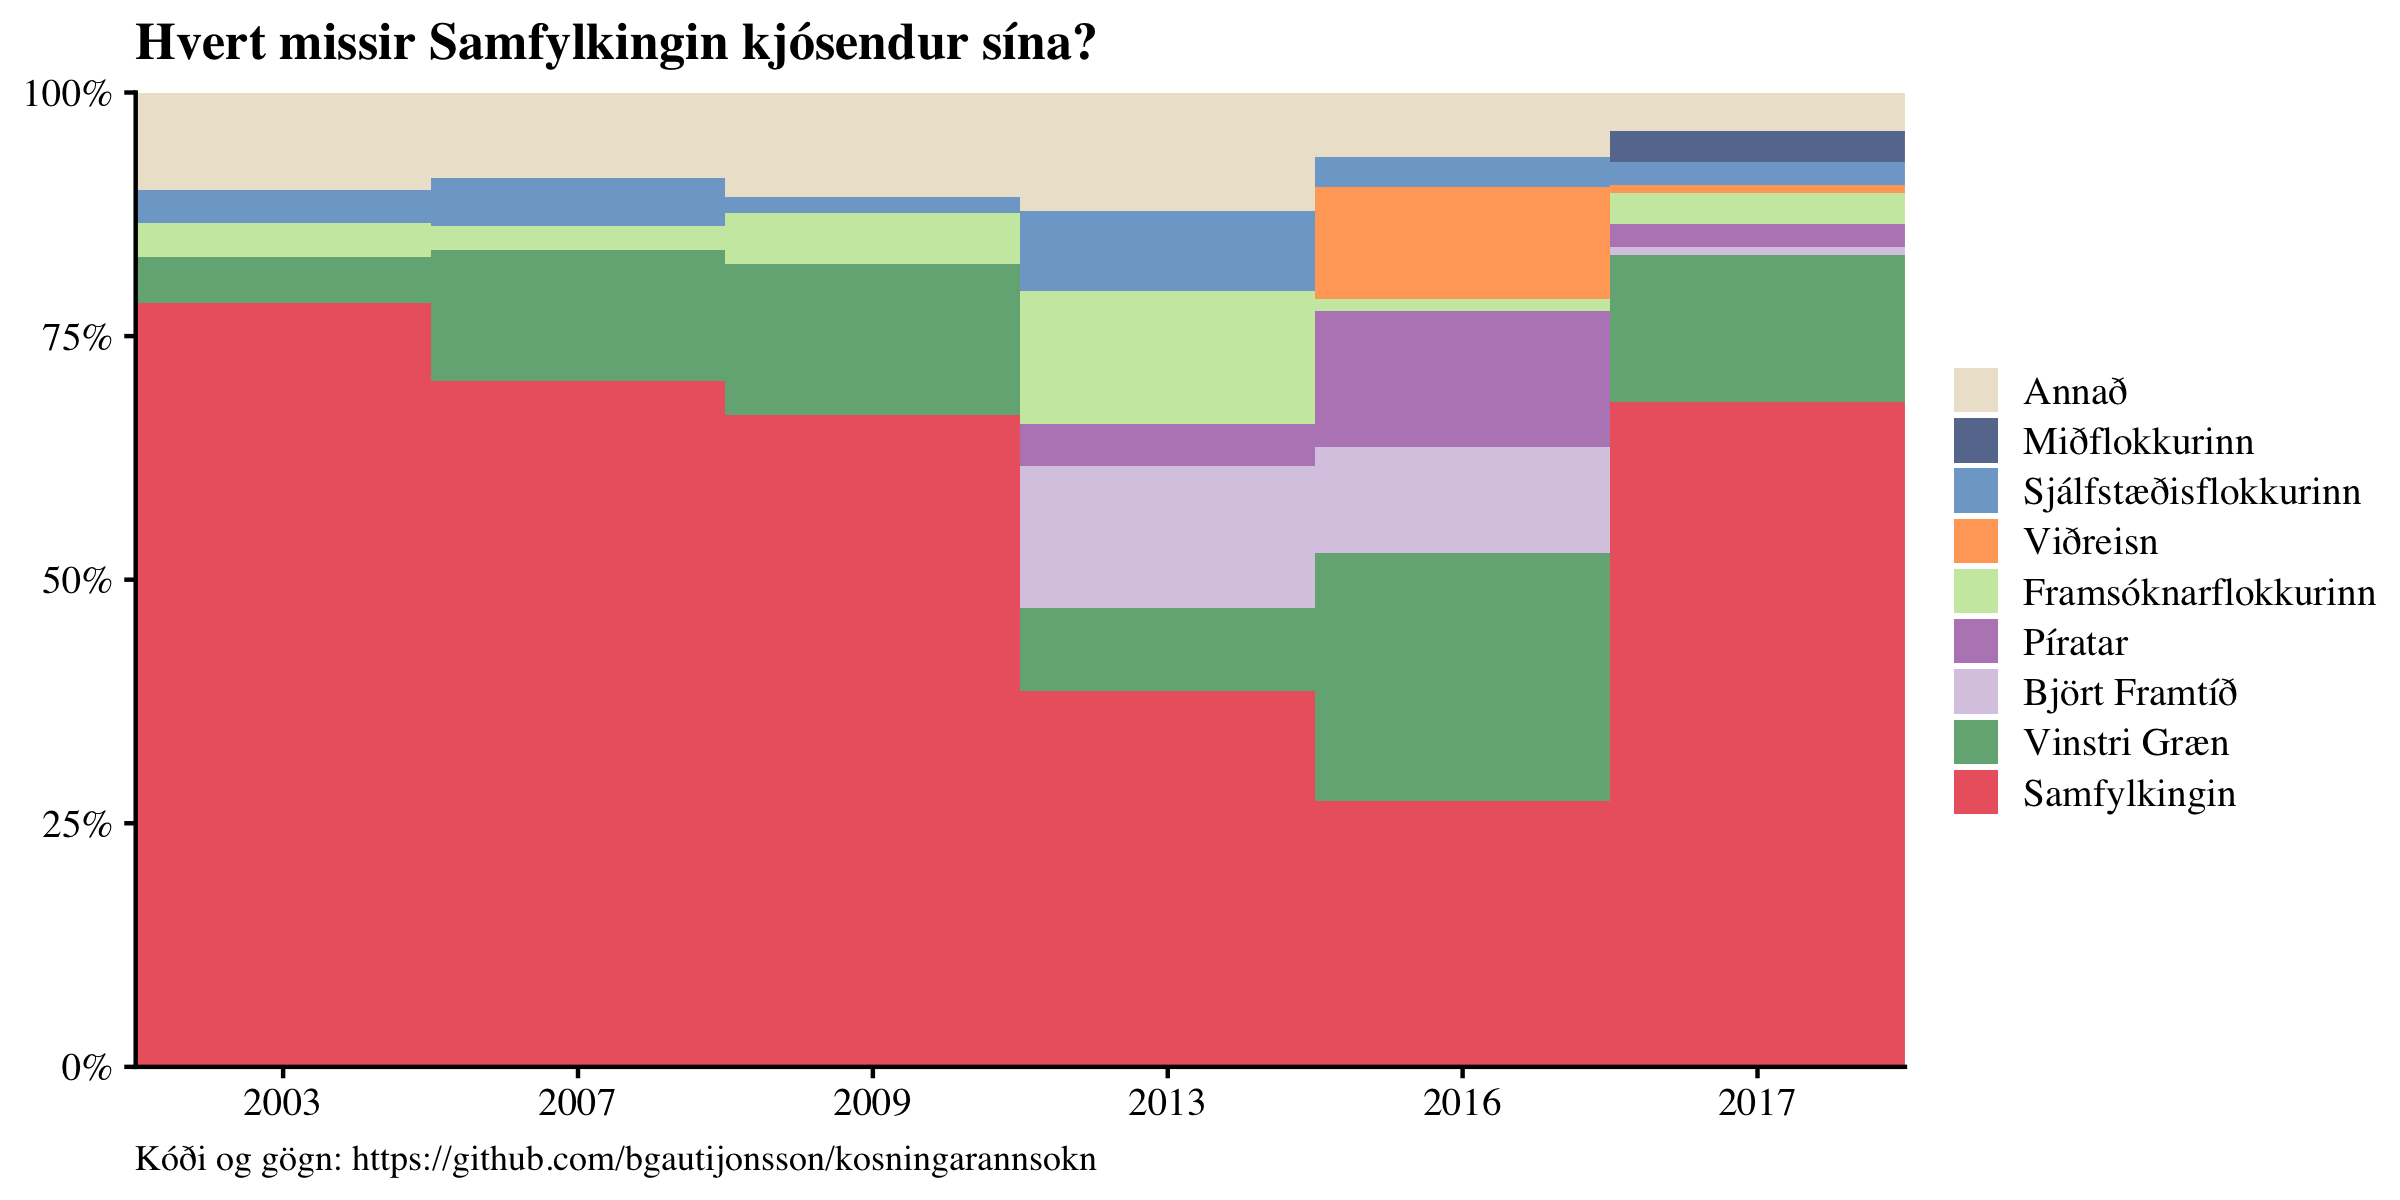 Hvert missir Samfylkingin kjósendur sína?
100%
75%
50%
25%
0%
2003
2007
2009
2013
2016
2017
Annað
Miðflokkurinn
Sjálfstæðisflokkurinn
Viðreisn
Framsóknarflokkurinn
Píratar
Björt Framtíð
Vinstri Græn
Samfylkingin
Kóði og gögn: https://github.com/bgautijonsson/kosningarannsokn